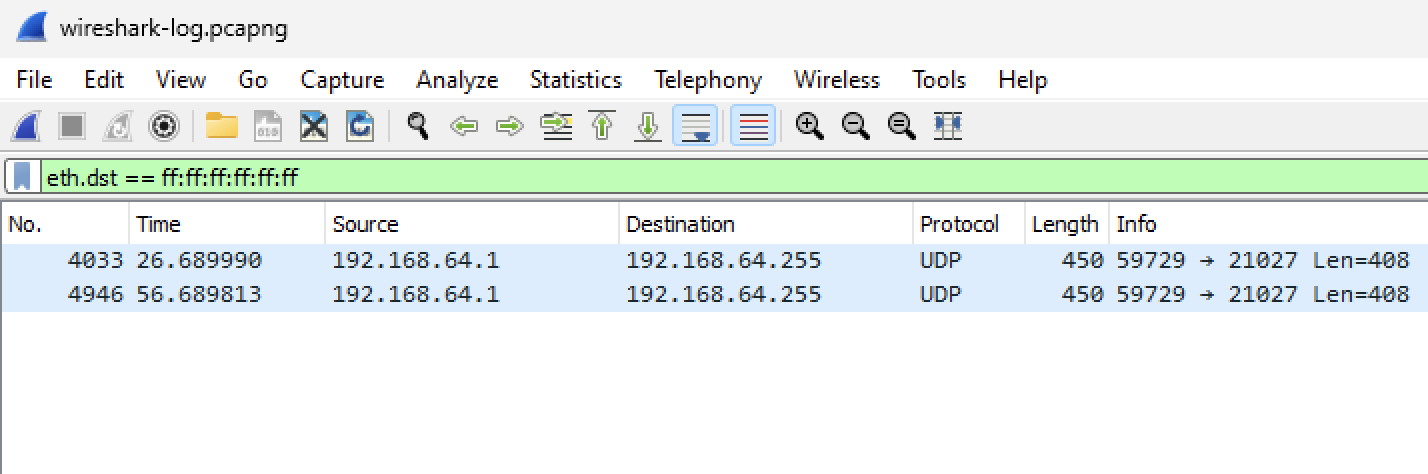 wireshark-log.pcapng
File Edit View Go Capture Analyze Statistics Telephony Wireless Tools Help
eth.dst == ff:ff:ff:ff:ff:ff
No. Time Source Destination Protocol Length Info
4033 26.689990 192.168.64.1 192.168.64.255 UDP 450 59729 → 21027 Len=408
4946 56.689813 192.168.64.1 192.168.64.255 UDP 450 59729 → 21027 Len=408